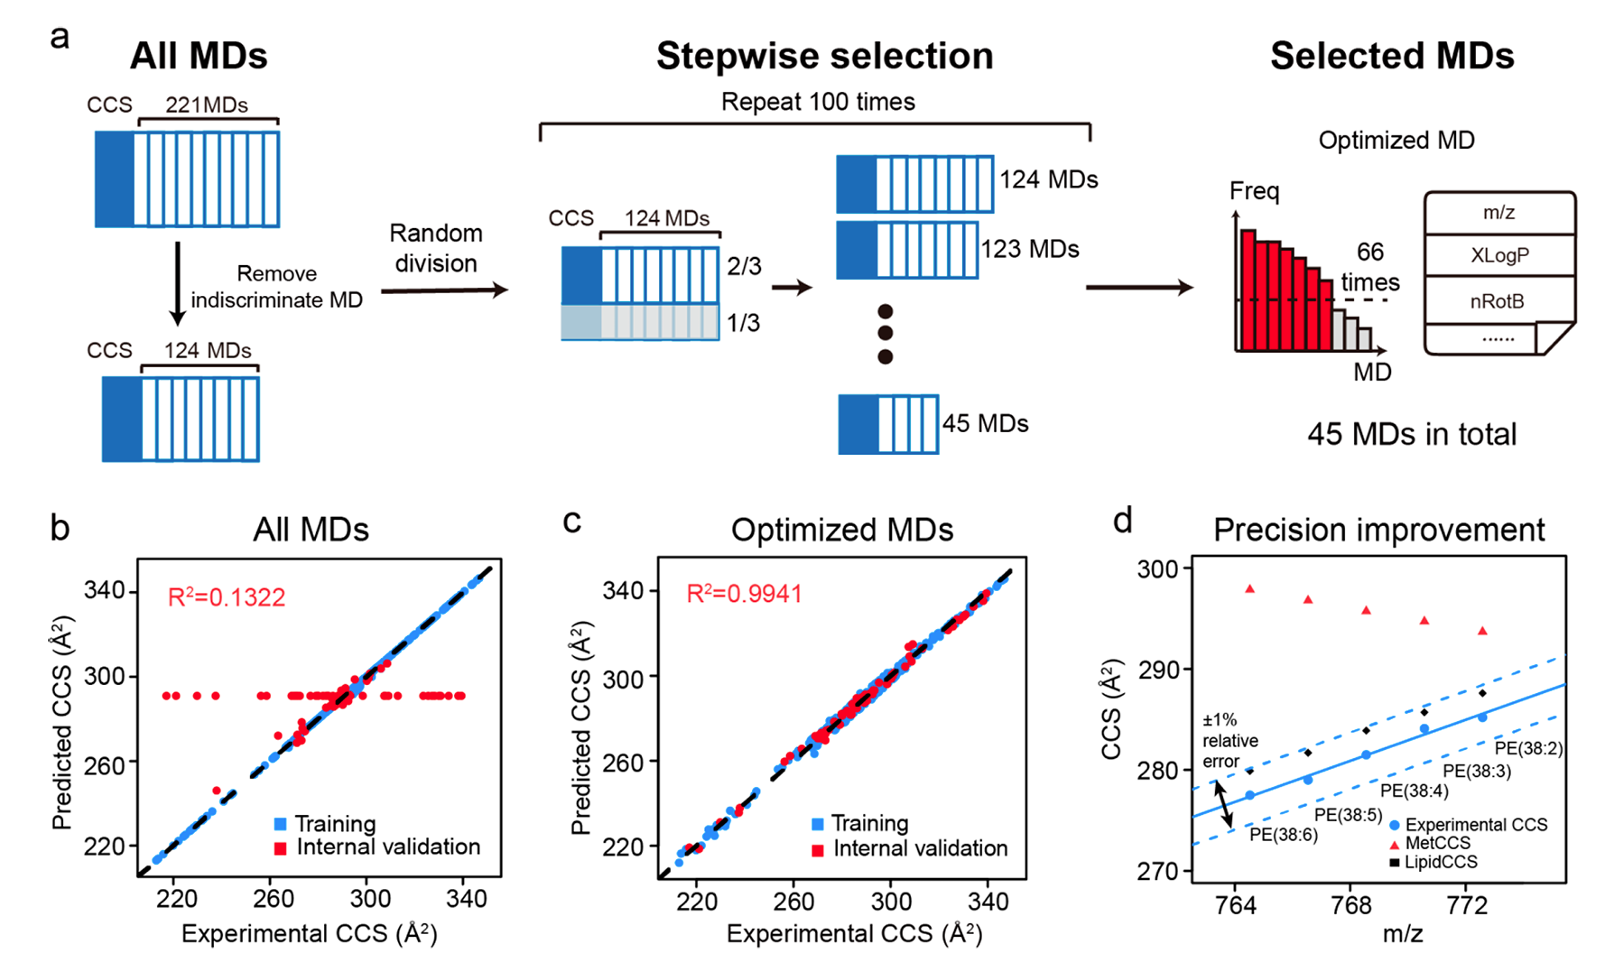 a
All MDs
Stepwise selection
Selected MDs
CCS 221MDs
Remove
indiscriminate MD
CCS 124 MDs
Random
division
Repeat 100 times
CCS 124 MDs
2/3
1/3
124 MDs
123 MDs
45 MDs
Optimized MD
Freq
66
times
MD
m/z
XLogP
nRotB
......
45 MDs in total
b
All MDs
R²=0.1322
Predicted CCS (Å²)
340
300
260
220
Training
Internal validation
220 260 300 340
Experimental CCS (Å²)
c
Optimized MDs
R²=0.9941
Predicted CCS (Å²)
340
300
260
220
Training
Internal validation
220 260 300 340
Experimental CCS (Å²)
d
Precision improvement
CCS (Å²)
300
290
280
270
±1%
relative
error
PE(38:2)
PE(38:3)
PE(38:4)
PE(38:5)
PE(38:6)
Experimental CCS
MetCCS
LipidCCS
764 768 772
m/z